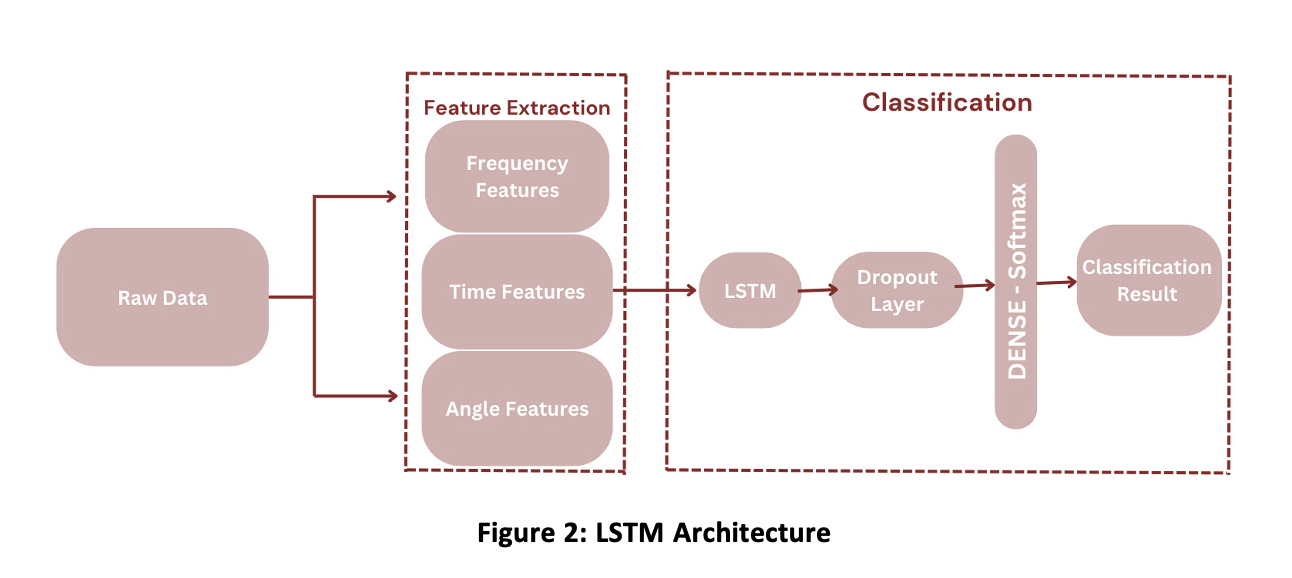 Feature Extraction
Frequency
Features
Time Features
Angle Features
Raw Data
Classification
LSTM
Dropout
Layer
DENSE - Softmax
Classification
Result
Figure 2: LSTM Architecture